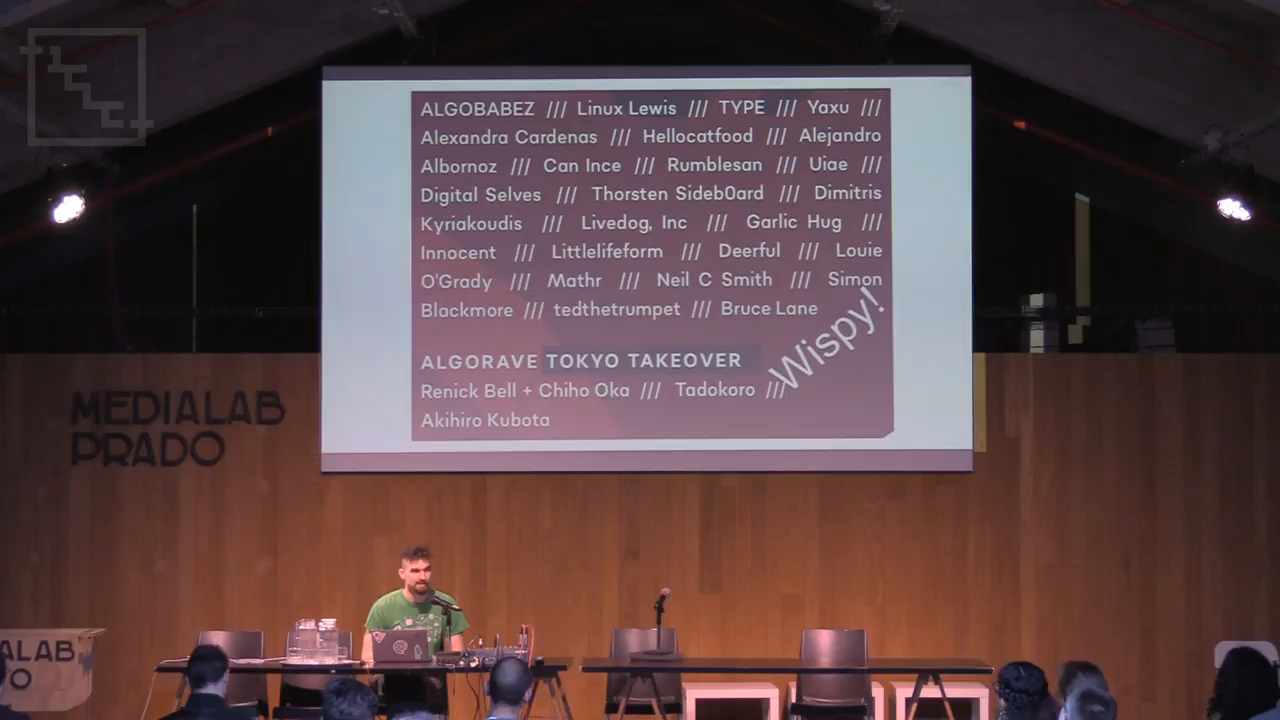 ALGOBABEZ /// Linux Lewis /// TYPE /// Yaxu ///
Alexandra Cardenas /// Hellocatfood /// Alejandro
Albornoz /// Can Ince /// Rumblesan /// Uiae ///
Digital Selves /// Thorsten Sideb0ard /// Dimitris
Kyriakoudis /// Livedog, Inc /// Garlic Hug ///
Innocent /// Littlelifeform /// Deerful /// Louie
O'Grady /// Mathr /// Neil C Smith /// Simon
Blackmore /// tedthetrumpet /// Bruce Lane
Wispy!
ALGORAVE TOKYO TAKEOVER
Renick Bell + Chiho Oka /// Tadokoro ///
Akihiro Kubota
MEDIALAB
PRADO
ALAB
O